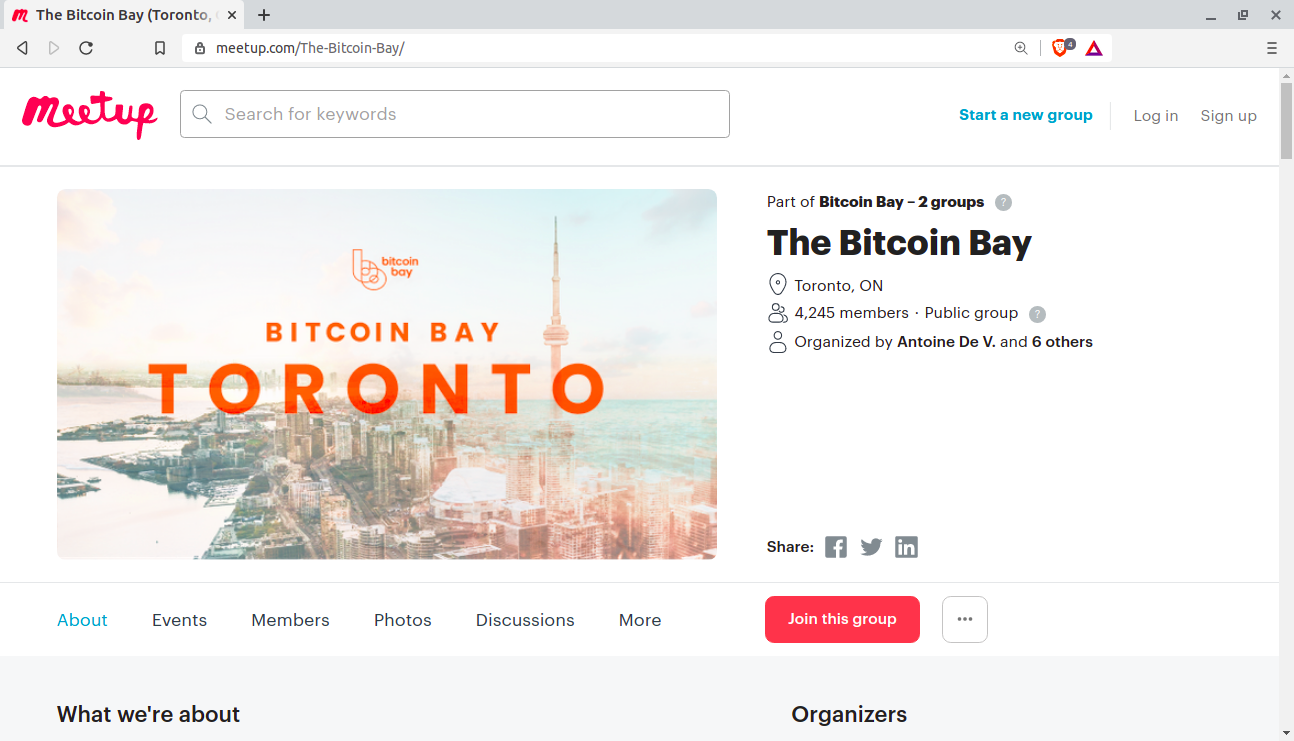 The Bitcoin Bay (Toronto,
meetup.com/The-Bitcoin-Bay/
4
meetup
Search for keywords
Start a new group
Log in
Sign up
bitcoin
bay
BITCOIN BAY
TORONTO
Part of Bitcoin Bay – 2 groups ?
The Bitcoin Bay
Toronto, ON
4,245 members · Public group ?
Organized by Antoine De V. and 6 others
Share:
About
Events
Members
Photos
Discussions
More
Join this group
What we're about
Organizers